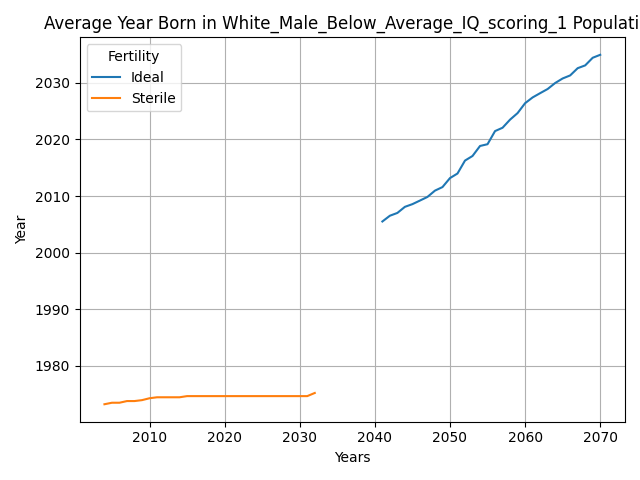 Average Year Born in White_Male_Below_Average_IQ_scoring_1 Populati
Fertility
Ideal
Sterile
Year
2030
2020
2010
2000
1990
1980
2010 2020 2030 2040 2050 2060 2070
Years